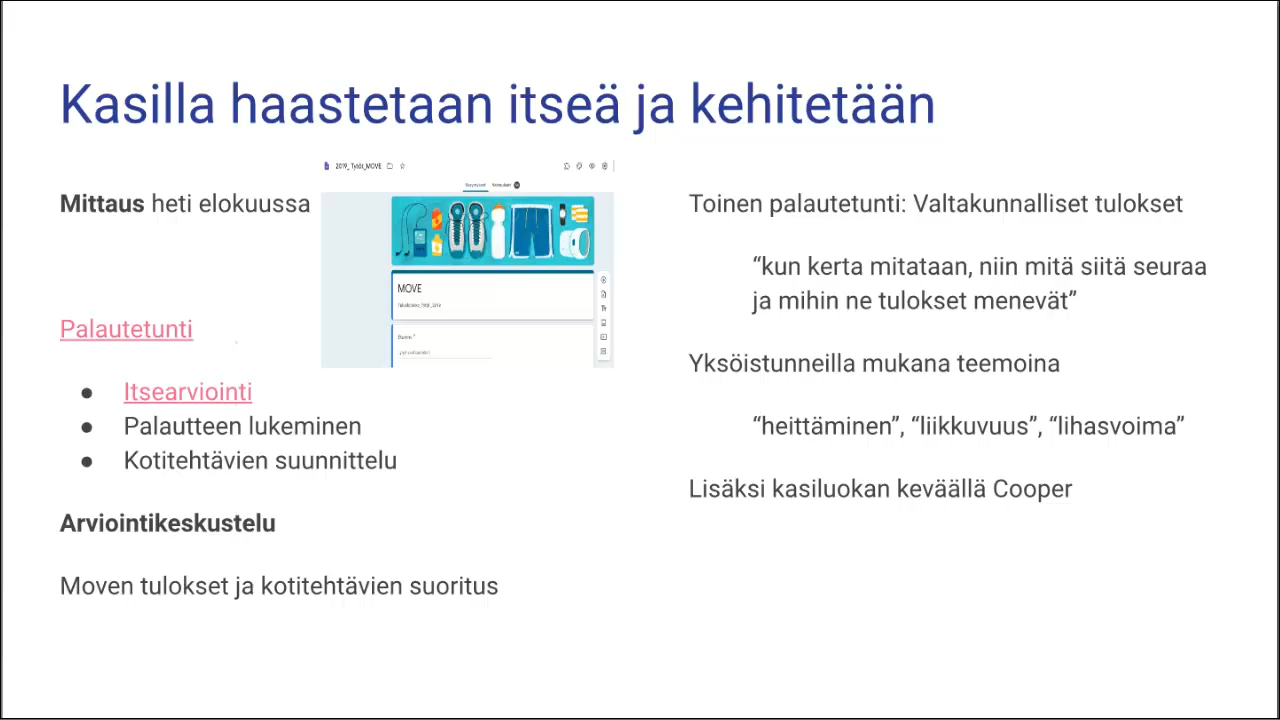 Kasilla haastetaan itseä ja kehitetään
Mittaus heti elokuussa
2019_ Tytöt_MOVE
MOVE
Palautetunti
Itsearviointi
Palautteen lukeminen
Kotitehtävien suunnittelu
Arviointikeskustelu
Moven tulokset ja kotitehtävien suoritus
Toinen palautetunti: Valtakunnalliset tulokset
“kun kerta mitataan, niin mitä siitä seuraa
ja mihin ne tulokset menevät”
Yksöistunneilla mukana teemoina
“heittäminen”, “liikkuvuus”, “lihasvoima”
Lisäksi kasiluokan keväällä Cooper